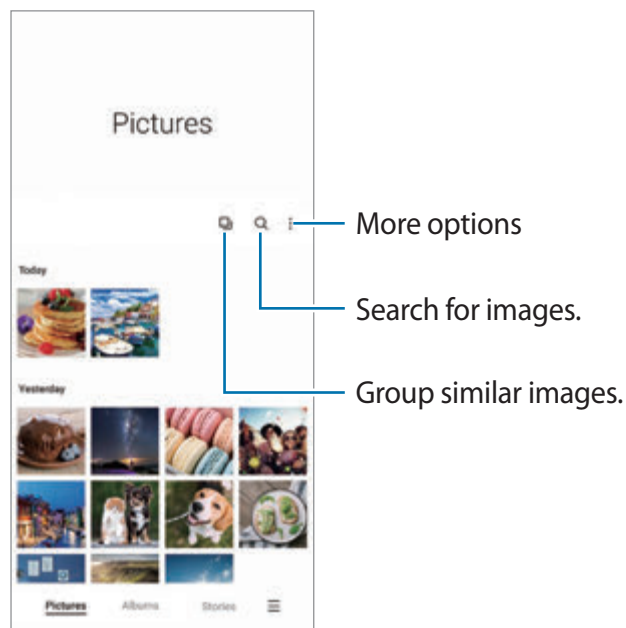 Pictures
More options
Today
Search for images.
Yesterday
Group similar images.
Pictures
Albums
Stories